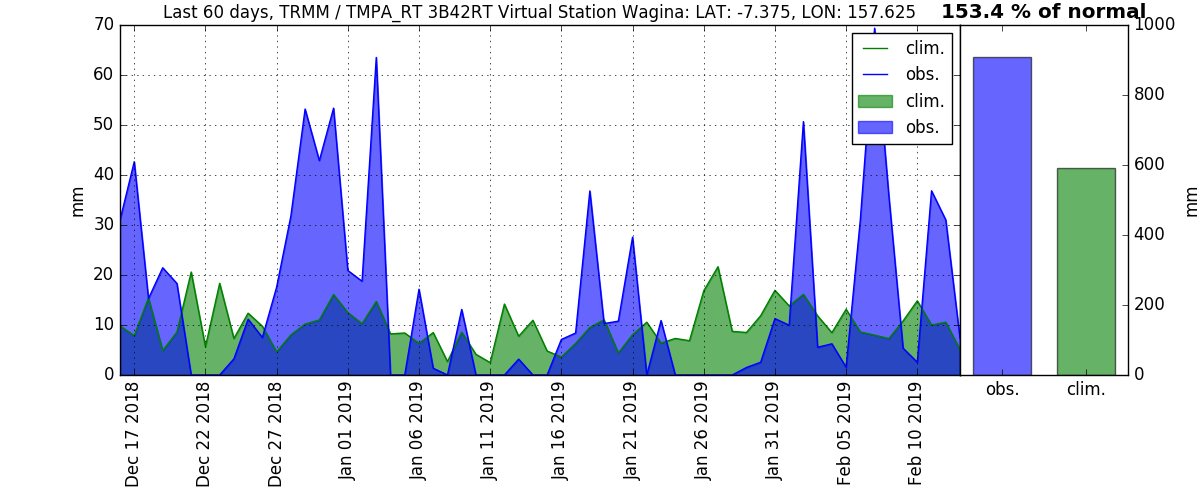 Last 60 days, TRMM / TMPA_RT 3B42RT Virtual Station Wagina: LAT: -7.375, LON: 157.625
153.4 % of normal
70
60
50
40
30
20
10
0
mm
clim.
obs.
clim.
obs.
1000
800
600
400
200
0
mm
Dec 17 2018
Dec 22 2018
Dec 27 2018
Jan 01 2019
Jan 06 2019
Jan 11 2019
Jan 16 2019
Jan 21 2019
Jan 26 2019
Jan 31 2019
Feb 05 2019
Feb 10 2019
obs.
clim.